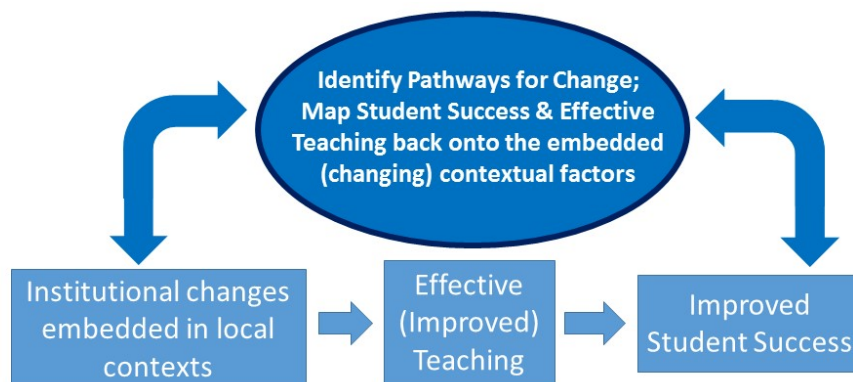 Identify Pathways for Change;
Map Student Success & Effective
Teaching back onto the embedded
(changing) contextual factors
Institutional changes
embedded in local
contexts
Effective
(Improved)
Teaching
Improved
Student Success